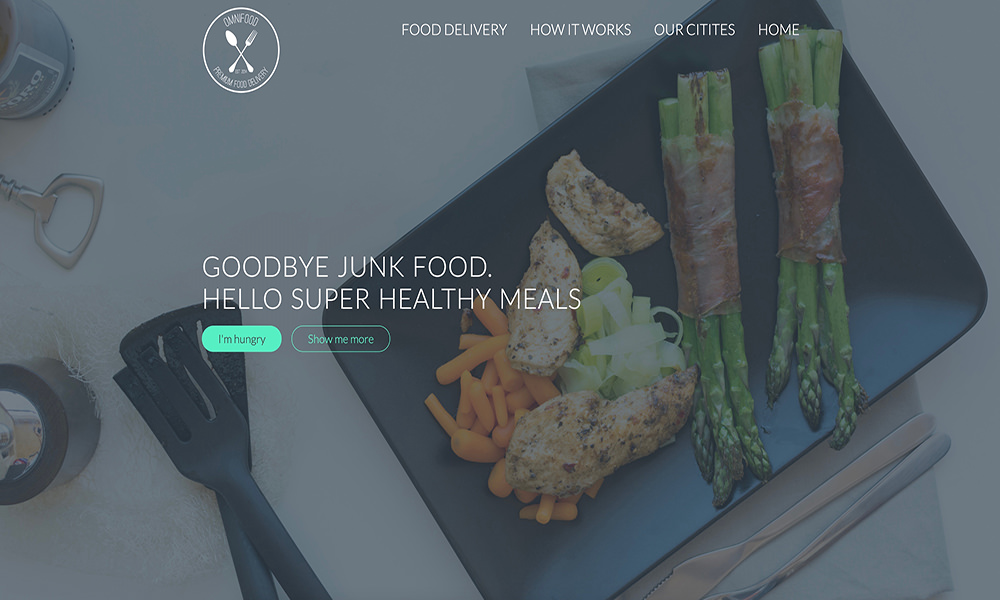 OMNIFOOD
PREMIUM FOOD DELIVERY
FOOD DELIVERY HOW IT WORKS OUR CITITES HOME
GOODBYE JUNK FOOD.
HELLO SUPER HEALTHY MEALS
I'm hungry Show me more